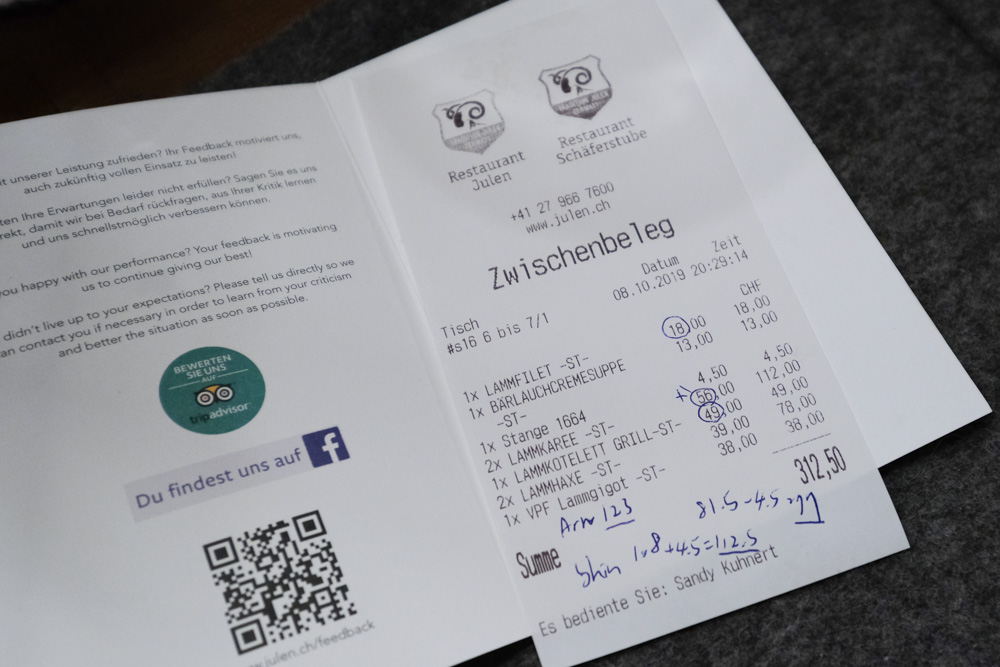 t unserer Leistung zufrieden? Ihr Feedback motiviert uns,
auch zukünftig vollen Einsatz zu leisten!
ten Ihre Erwartungen leider nicht erfüllen? Sagen Sie es uns
rekt, damit wir bei Bedarf rückfragen, aus Ihrer Kritik lernen
und uns schnellstmöglich verbessern können.
you happy with our performance? Your feedback is motivating
us to continue giving our best!
didn't live up to your expectations? Please tell us directly so we
an contact you if necessary in order to learn from your criticism
and better the situation as soon as possible.
BEWERTEN
SIE UNS
AUF
tripadvisor
Du findest uns auf f
w.julen.ch/feedback
Restaurant
Julen
Restaurant
Schäferstube
+41 27 966 7600
www.julen.ch
Zwischenbeleg
Datum Zeit
08.10.2019 20:29:14
Tisch
#s16 6 bis 7/1
CHF
1x LAMMFILET -ST- 18,00 18,00
1x BÄRLAUCHCREMESUPPE 13,00 13,00
-ST-
1x Stange 1664 4,50 4,50
2x LAMMKAREE -ST- + 56,00 112,00
1x LAMMKOTELETT GRILL-ST- 49,00 49,00
2x LAMMHAXE -ST- 39,00 78,00
1x VPF Lammgigot -ST- 38,00 38,00
Summe 312,50
123 81.5-4.5=77
Shin 108+4.5=112.5
Es bediente Sie: Sandy Kuhnert